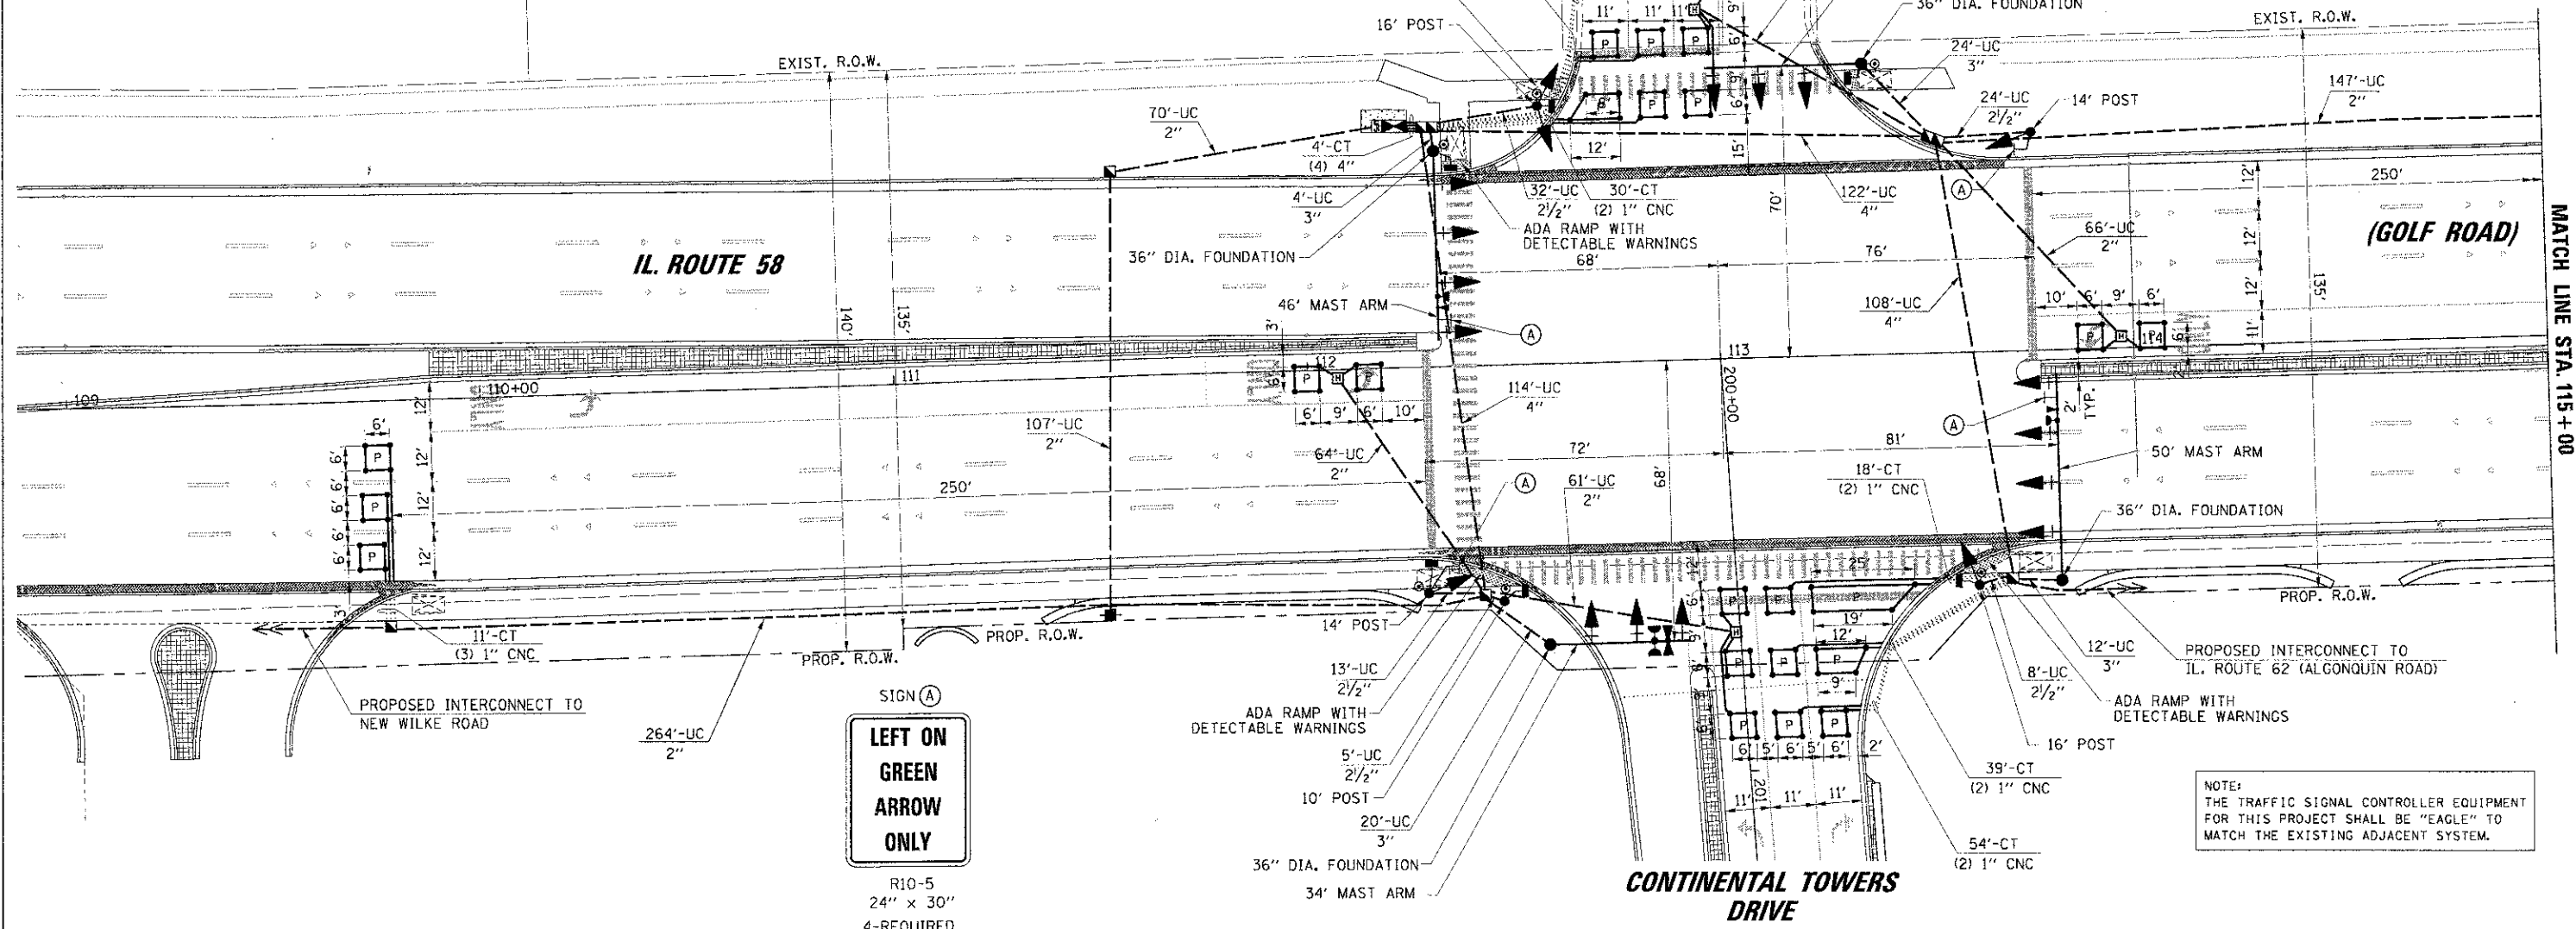 16' POST
11' 11' 11'
36" DIA. FOUNDATION
EXIST. R.O.W.
EXIST. R.O.W.
24'-UC
3"
147'-UC
2"
70'-UC
2"
24'-UC
2½"
14' POST
4'-CT
(4) 4"
12'
15'
4'-UC
3"
32'-UC
2½"
30'-CT
(2) 1" CNC
122'-UC
4"
A
250'
12'
12'
12'
11'
ADA RAMP WITH
DETECTABLE WARNINGS
70'
66'-UC
2"
(GOLF ROAD)
MATCH LINE STA. 115+00
IL. ROUTE 58
36" DIA. FOUNDATION
68'
76'
46' MAST ARM
A
108'-UC
4"
10' 6' 9' 6'
135'
140'
135'
3'
109
110+00
111
112
113
114
200+00
114'-UC
4"
2'
TYP.
6' 9' 6' 10'
107'-UC
2"
64'-UC
2"
72'
81'
A
50' MAST ARM
6'
6'
6'
6'
6'
6'
12'
12'
12'
12'
250'
A
61'-UC
2"
68'
18'-CT
(2) 1" CNC
36" DIA. FOUNDATION
P
P
P
3'
11'-CT
(3) 1" CNC
PROP. R.O.W.
PROP. R.O.W.
PROP. R.O.W.
14' POST
25'
19'
12'
9'
PROPOSED INTERCONNECT TO
NEW WILKE ROAD
264'-UC
2"
13'-UC
2½"
ADA RAMP WITH
DETECTABLE WARNINGS
5'-UC
2½"
10' POST
20'-UC
3"
36" DIA. FOUNDATION
34' MAST ARM
12'-UC
3"
PROPOSED INTERCONNECT TO
IL. ROUTE 62 (ALGONQUIN ROAD)
8'-UC
2½"
ADA RAMP WITH
DETECTABLE WARNINGS
16' POST
6' 5' 6' 5' 6' 2'
11' 11' 11'
201
39'-CT
(2) 1" CNC
54'-CT
(2) 1" CNC
SIGN A
LEFT ON
GREEN
ARROW
ONLY
R10-5
24" x 30"
4-REQUIRED
CONTINENTAL TOWERS
DRIVE
NOTE:
THE TRAFFIC SIGNAL CONTROLLER EQUIPMENT
FOR THIS PROJECT SHALL BE "EAGLE" TO
MATCH THE EXISTING ADJACENT SYSTEM.